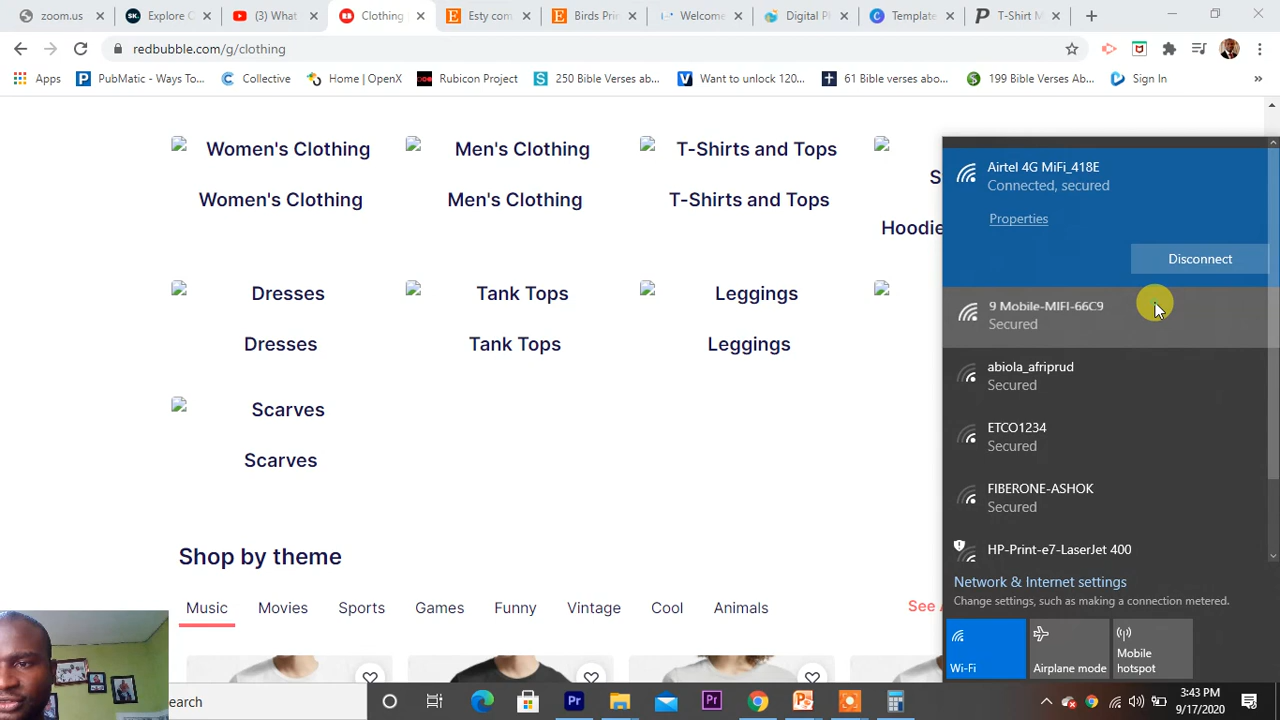 zoom.us
Explore
(3) What
Clothing
Esty com
Birds Prin
Welcome
Digital P
Template
T-Shirt M
redbubble.com/g/clothing
Apps
PubMatic - Ways To...
Collective
Home | OpenX
Rubicon Project
250 Bible Verses abo...
Want to unlock 120...
61 Bible verses abo...
199 Bible Verses Ab...
Sign In
»
Women's Clothing
Men's Clothing
T-Shirts and Tops
S
Women's Clothing
Men's Clothing
T-Shirts and Tops
Hoodie
Dresses
Tank Tops
Leggings
Dresses
Tank Tops
Leggings
Scarves
Scarves
Shop by theme
Music
Movies
Sports
Games
Funny
Vintage
Cool
Animals
See A
Airtel 4G MiFi_418E
Connected, secured
Properties
Disconnect
9 Mobile-MIFI-66C9
Secured
abiola_afriprud
Secured
ETCO1234
Secured
FIBERONE-ASHOK
Secured
HP-Print-e7-LaserJet 400
Network & Internet settings
Change settings, such as making a connection metered.
Wi-Fi
Airplane mode
Mobile
hotspot
earch
3:43 PM
9/17/2020